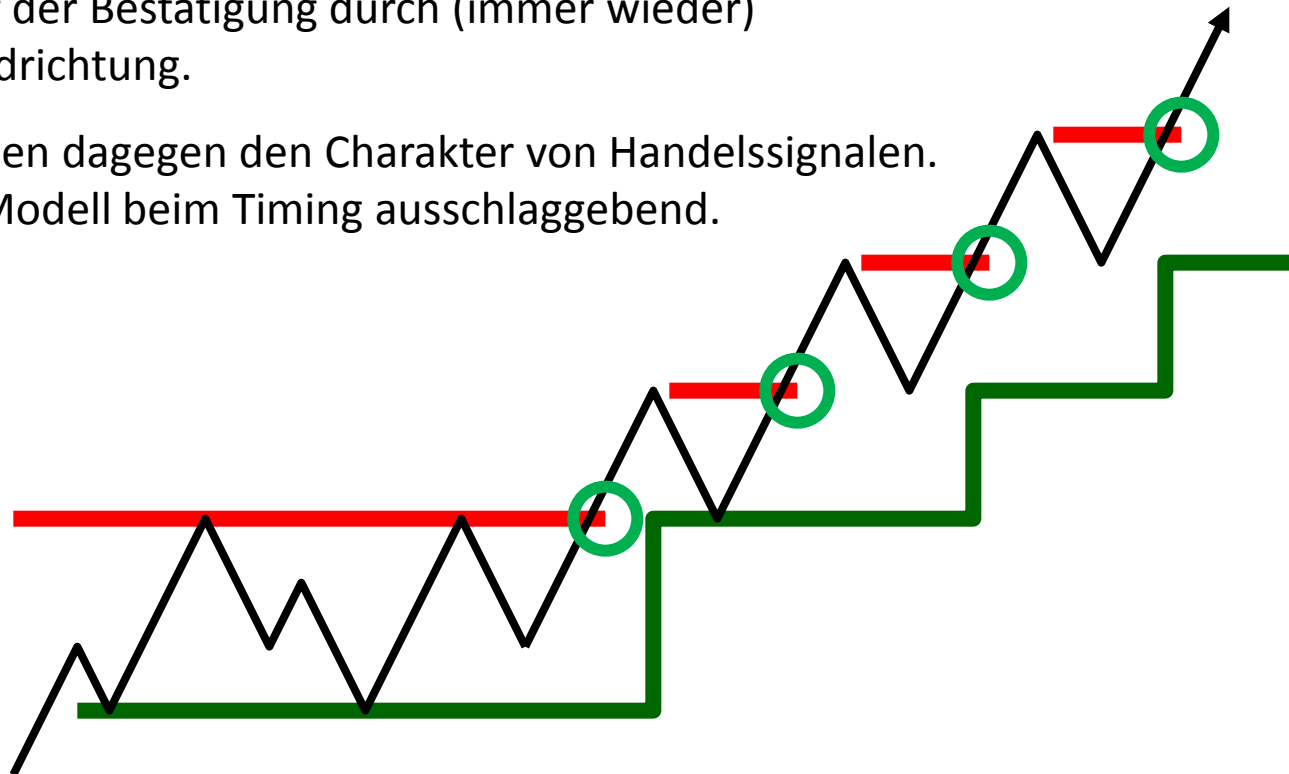 der Bestätigung durch (immer wieder)
drichtung.
en dagegen den Charakter von Handelssignalen.
Modell beim Timing ausschlaggebend.